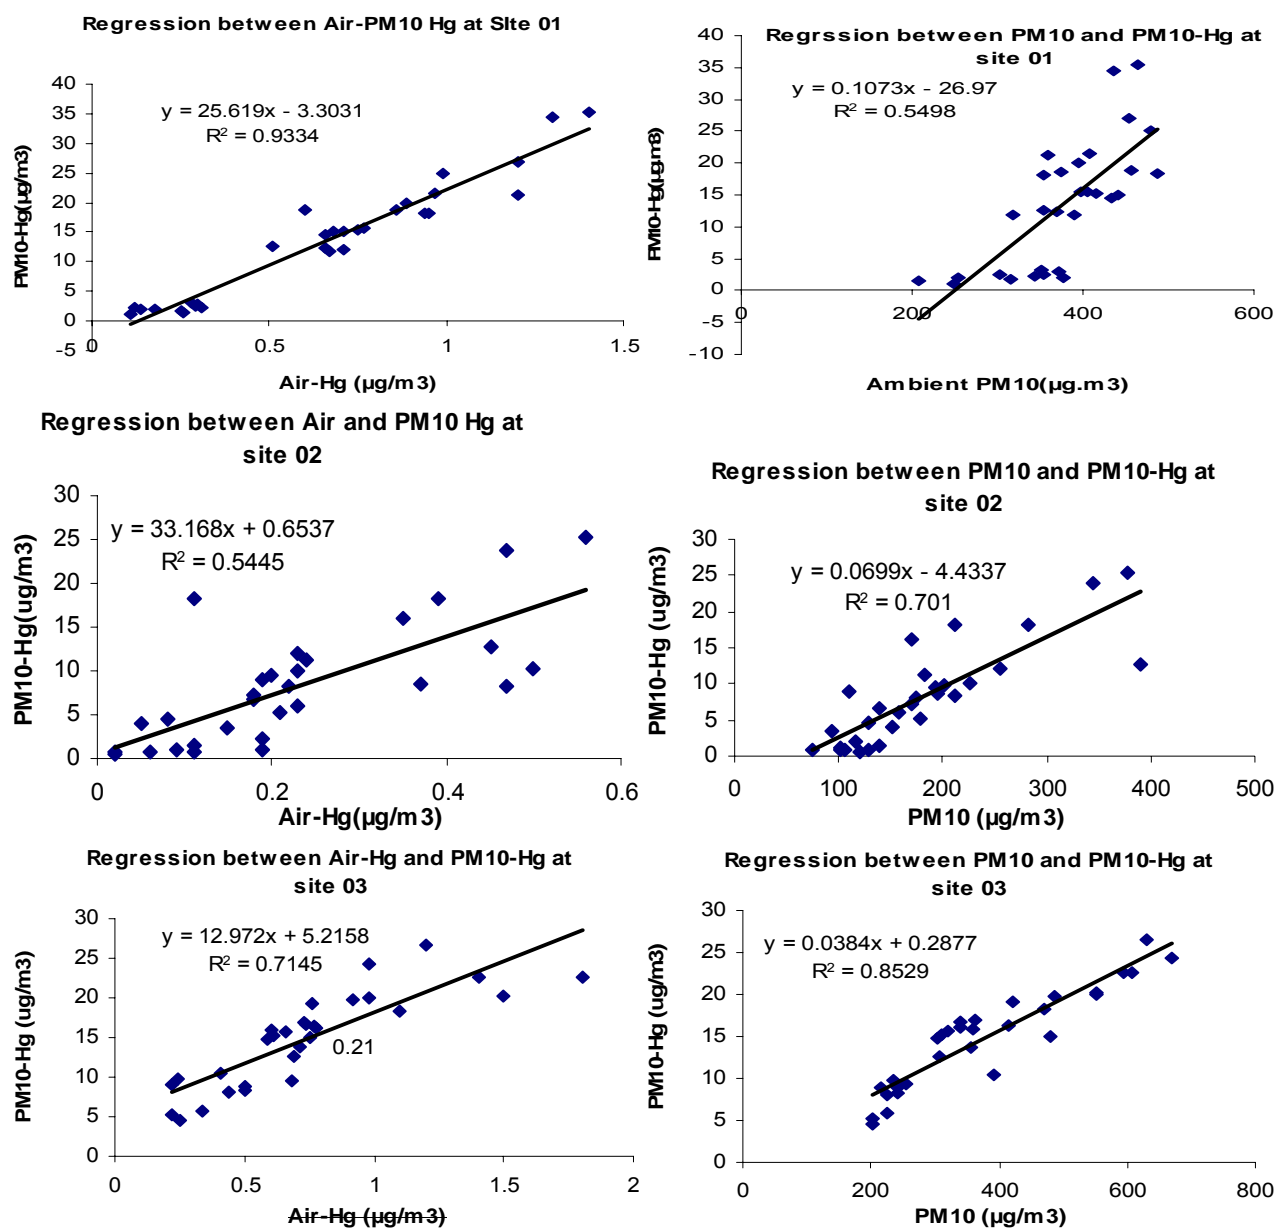 Regression between Air-PM10 Hg at SIte 01
40
35
30
25
20
15
10
5
0
-5
0
0.5
1
1.5
y = 25.619x - 3.3031
R² = 0.9334
PM10-Hg(µg/m3)
Air-Hg (µg/m3)
Regrssion between PM10 and PM10-Hg at
site 01
40
35
30
25
20
15
10
5
0
-5
-10
0
200
400
600
y = 0.1073x - 26.97
R² = 0.5498
PM10-Hg(µg.m3)
Ambient PM10(µg.m3)
Regression between Air and PM10 Hg at
site 02
30
25
20
15
10
5
0
0
0.2
0.4
0.6
y = 33.168x + 0.6537
R² = 0.5445
PM10-Hg(ug/m3)
Air-Hg(µg/m3)
Regression between PM10 and PM10-Hg at
site 02
30
25
20
15
10
5
0
0
100
200
300
400
500
y = 0.0699x - 4.4337
R² = 0.701
PM10-Hg (ug/m3)
PM10 (µg/m3)
Regression between Air-Hg and PM10-Hg at
site 03
30
25
20
15
10
5
0
0
0.5
1
1.5
2
y = 12.972x + 5.2158
R² = 0.7145
0.21
PM10-Hg (ug/m3)
Air-Hg (µg/m3)
Regression between PM10 and PM10-Hg at
site 03
30
25
20
15
10
5
0
0
200
400
600
800
y = 0.0384x + 0.2877
R² = 0.8529
PM10-Hg (ug/m3)
PM10 (µg/m3)